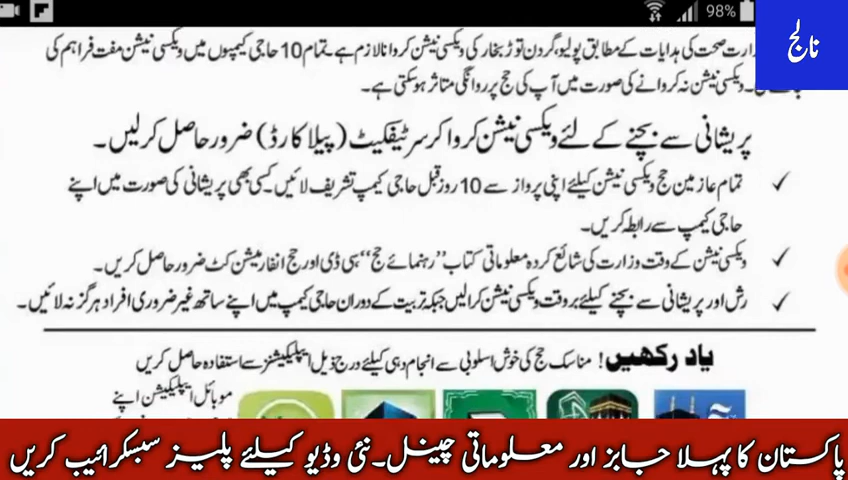 98%
نالج
وزارت صحت کی ہدایات کے مطابق پولیو، گردن توڑ بخار کی ویکسی نیشن کروانا لازم ہے۔ تمام 10 حاجی کیمپوں میں ویکسی نیشن مفت فراہم کی
ویکسی نیشن نہ کروانے کی صورت میں آپ کی حج پر روانگی متاثر ہو سکتی ہے۔
پریشانی سے بچنے کے لئے ویکسی نیشن کروا کر سرٹیفکیٹ (پیلا کارڈ) ضرور حاصل کرلیں۔
✓ تمام عازمین حج ویکسی نیشن کیلئے اپنی پرواز سے 10 روز قبل حاجی کیمپ تشریف لائیں۔ کسی بھی پریشانی کی صورت میں اپنے
حاجی کیمپ سے رابطہ کریں۔
✓ ویکسی نیشن کے وقت وزارت کی شائع کردہ معلوماتی کتاب "رہنمائے حج" سی ڈی اور حج انفارمیشن کٹ ضرور حاصل کریں۔
✓ رش اور پریشانی سے بچنے کیلئے بروقت ویکسی نیشن کرالیں جبکہ تربیت کے دوران حاجی کیمپ میں اپنے ساتھ غیر ضروری افراد ہرگز نہ لائیں۔
یاد رکھیں! مناسک حج کی خوش اسلوبی سے انجام دہی کیلئے درج ذیل ایپلیکیشنز سے استفادہ حاصل کریں
موبائل ایپلیکیشن اپنے
پاکستان کا پہلا جابز اور معلوماتی چینل۔ نئی وڈیو کیلئے پلیز سبسکرائیب کریں